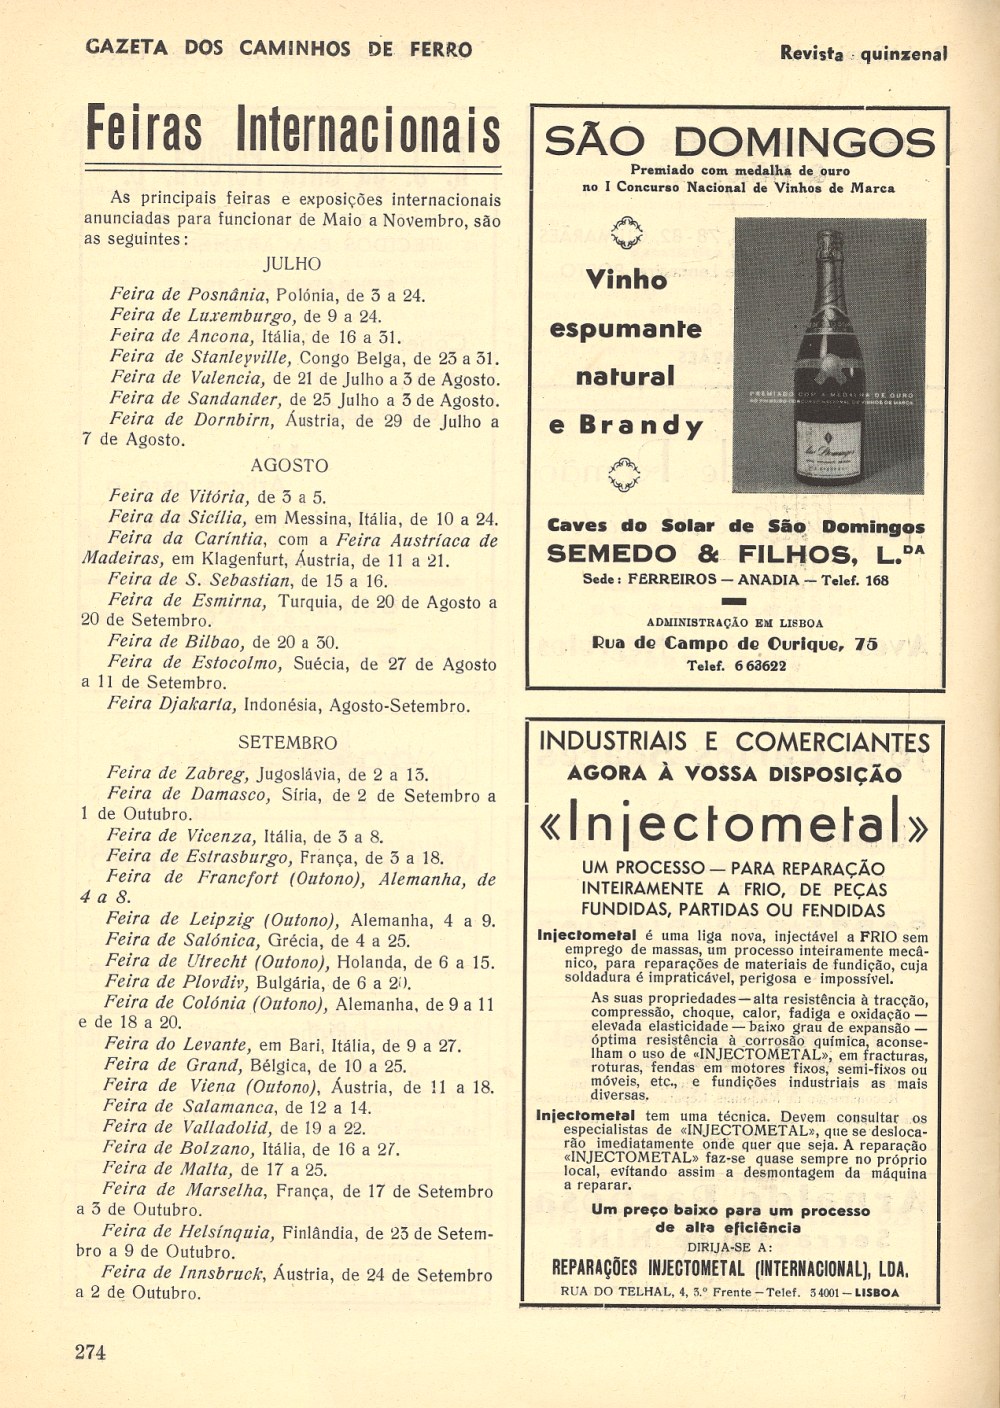 GAZETA DOS CAMINHOS DE FERRO
Revista quinzenal
Feiras Internacionais
As principais feiras e exposições internacionais
anunciadas para funcionar de Maio a Novembro, são
as seguintes:
JULHO
Feira de Posnânia, Polónia, de 3 a 24.
Feira de Luxemburgo, de 9 a 24.
Feira de Ancona, Itália, de 16 a 31.
Feira de Stanleyville, Congo Belga, de 23 a 31.
Feira de Valencia, de 21 de Julho a 3 de Agosto.
Feira de Sandander, de 25 Julho a 3 de Agosto.
Feira de Dornbirn, Áustria, de 29 de Julho a
7 de Agosto.
AGOSTO
Feira de Vitória, de 3 a 5.
Feira da Sicília, em Messina, Itália, de 10 a 24.
Feira da Caríntia, com a Feira Austríaca de
Madeiras, em Klagenfurt, Áustria, de 11 a 21.
Feira de S. Sebastian, de 15 a 16.
Feira de Esmirna, Turquia, de 20 de Agosto a
20 de Setembro.
Feira de Bilbao, de 20 a 30.
Feira de Estocolmo, Suécia, de 27 de Agosto
a 11 de Setembro.
Feira Djakarta, Indonésia, Agosto-Setembro.
SETEMBRO
Feira de Zabreg, Jugoslávia, de 2 a 13.
Feira de Damasco, Síria, de 2 de Setembro a
1 de Outubro.
Feira de Vicenza, Itália, de 3 a 8.
Feira de Estrasburgo, França, de 3 a 18.
Feira de Francfort (Outono), Alemanha, de
4 a 8.
Feira de Leipzig (Outono), Alemanha, 4 a 9.
Feira de Salónica, Grécia, de 4 a 25.
Feira de Utrecht (Outono), Holanda, de 6 a 15.
Feira de Plovdiv, Bulgária, de 6 a 20.
Feira de Colónia (Outono), Alemanha, de 9 a 11
e de 18 a 20.
Feira do Levante, em Bari, Itália, de 9 a 27.
Feira de Grand, Bélgica, de 10 a 25.
Feira de Viena (Outono), Áustria, de 11 a 18.
Feira de Salamanca, de 12 a 14.
Feira de Valladolid, de 19 a 22.
Feira de Bolzano, Itália, de 16 a 27.
Feira de Malta, de 17 a 25.
Feira de Marselha, França, de 17 de Setembro
a 3 de Outubro.
Feira de Helsínquia, Finlândia, de 23 de Setem-
bro a 9 de Outubro.
Feira de Innsbruck, Áustria, de 24 de Setembro
a 2 de Outubro.
274
SÃO DOMINGOS
Premiado com medalha de ouro
no I Concurso Nacional de Vinhos de Marca
Vinho
espumante
natural
e Brandy
PREMIADO COM A MEDALHA DE OURO
Caves do Solar de São Domingos
SEMEDO & FILHOS, L.DA
Sede: FERREIROS — ANADIA — Telef. 168
ADMINISTRAÇÃO EM LISBOA
Rua de Campo de Ourique, 75
Telef. 663622
INDUSTRIAIS E COMERCIANTES
AGORA À VOSSA DISPOSIÇÃO
«Injectometal»
UM PROCESSO — PARA REPARAÇÃO
INTEIRAMENTE A FRIO, DE PEÇAS
FUNDIDAS, PARTIDAS OU FENDIDAS
Injectometal é uma liga nova, injectável a FRIO sem
emprego de massas, um processo inteiramente mecâ-
nico, para reparações de materiais de fundição, cuja
soldadura é impraticável, perigosa e impossível.
As suas propriedades—alta resistência à tracção,
compressão, choque, calor, fadiga e oxidação —
elevada elasticidade — baixo grau de expansão —
óptima resistência à corrosão química, aconse-
lham o uso de «INJECTOMETAL», em fracturas,
roturas, fendas em motores fixos, semi-fixos ou
móveis, etc., e fundições industriais as mais
diversas.
Injectometal tem uma técnica. Devem consultar os
especialistas de «INJECTOMETAL», que se desloca-
rão imediatamente onde quer que seja. A reparação
«INJECTOMETAL» faz-se quase sempre no próprio
local, evitando assim a desmontagem da máquina
a reparar.
Um preço baixo para um processo
de alta eficiência
DIRIJA-SE A:
REPARAÇÕES INJECTOMETAL (INTERNACIONAL), LDA.
RUA DO TELHAL, 4, 3.º Frente — Telef. 34001 — LISBOA